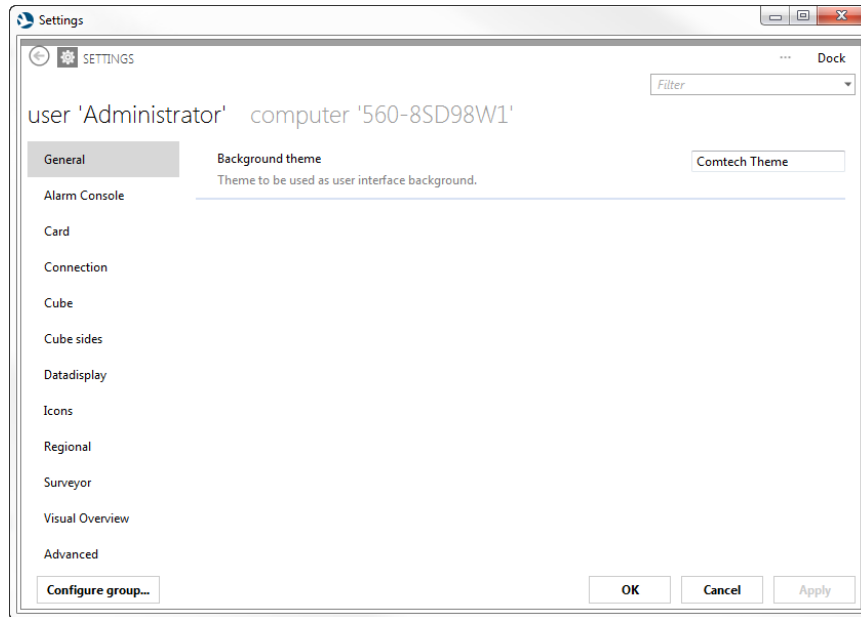 Settings
SETTINGS
... Dock
Filter
user 'Administrator' computer '560-8SD98W1'
General
Background theme
Comtech Theme
Theme to be used as user interface background.
Alarm Console
Card
Connection
Cube
Cube sides
Datadisplay
Icons
Regional
Surveyor
Visual Overview
Advanced
Configure group...
OK
Cancel
Apply